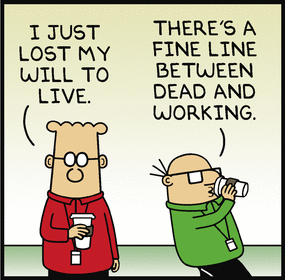 I JUST
LOST MY
WILL TO
LIVE.
THERE'S A
FINE LINE
BETWEEN
DEAD AND
WORKING.